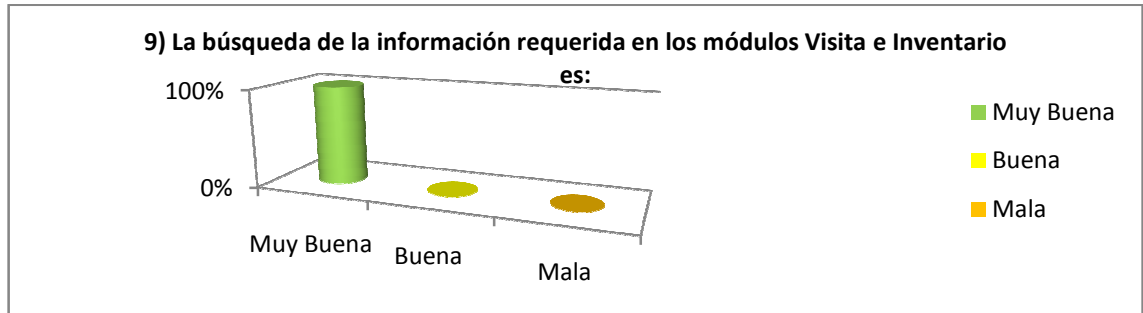 9) La búsqueda de la información requerida en los módulos Visita e Inventario
es:
100%
0%
Muy Buena
Buena
Mala
Muy Buena
Buena
Mala